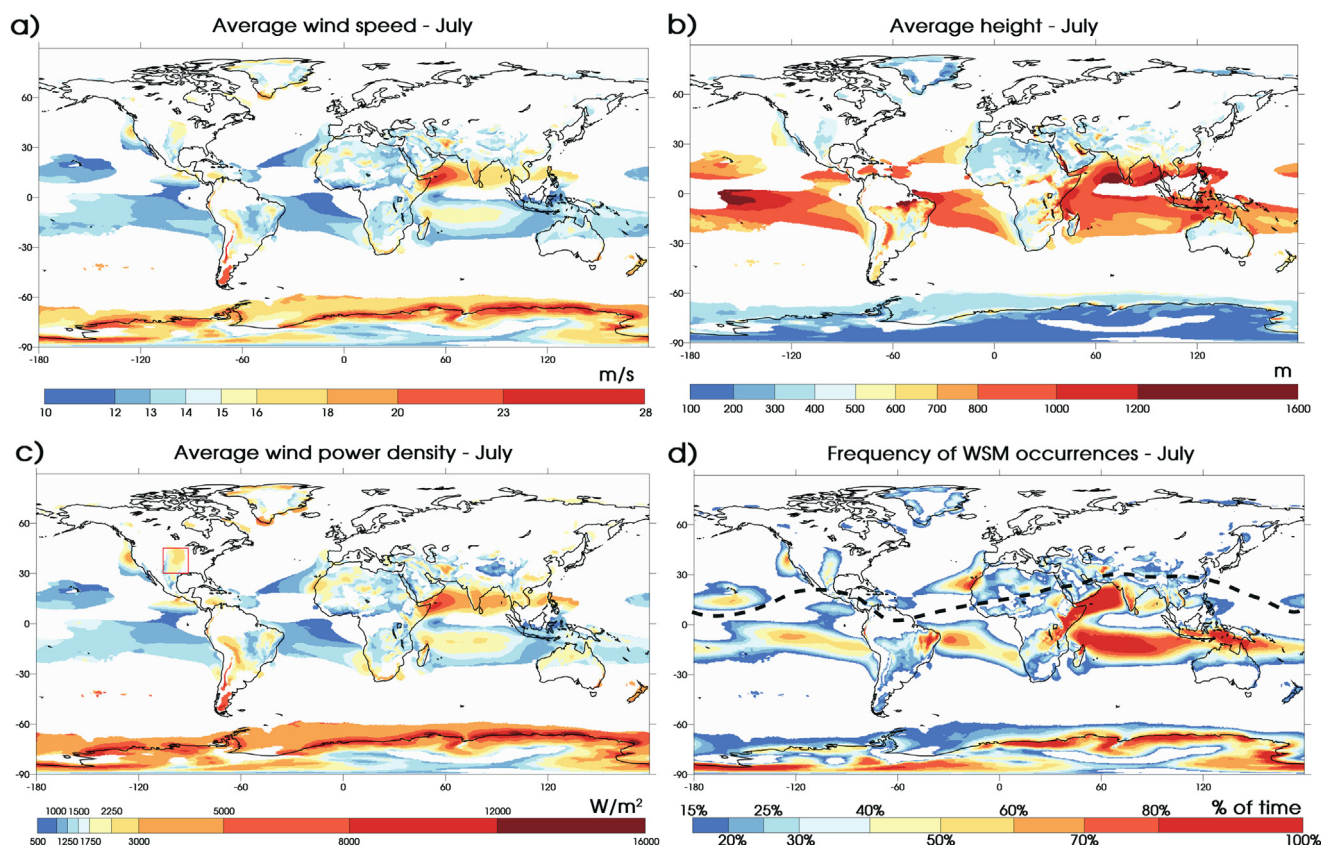 a) Average wind speed - July
60
30
0
-30
-60
-90
-180 -120 -60 0 60 120
m/s
10 12 13 14 15 16 18 20 23 28
b) Average height - July
60
30
0
-30
-60
-90
-180 -120 -60 0 60 120
m
100 200 300 400 500 600 700 800 1000 1200 1600
c) Average wind power density - July
60
30
0
-30
-60
-90
-180 -120 -60 0 60 120
W/m²
1000 1500 2250 5000 12000
500 1250 1750 3000 8000 16000
d) Frequency of WSM occurrences - July
60
30
0
-30
-60
-90
-180 -120 -60 0 60 120
15% 25% 40% 60% 80% % of time
20% 30% 50% 70% 100%